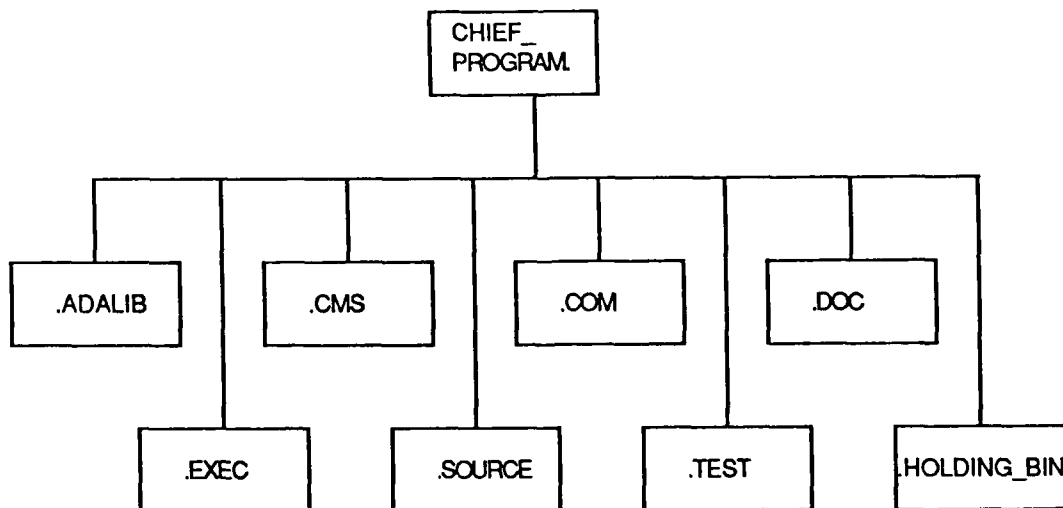 CHIEF_
PROGRAM.
.ADALIB
.CMS
.COM
.DOC
.EXEC
.SOURCE
.TEST
.HOLDING_BIN